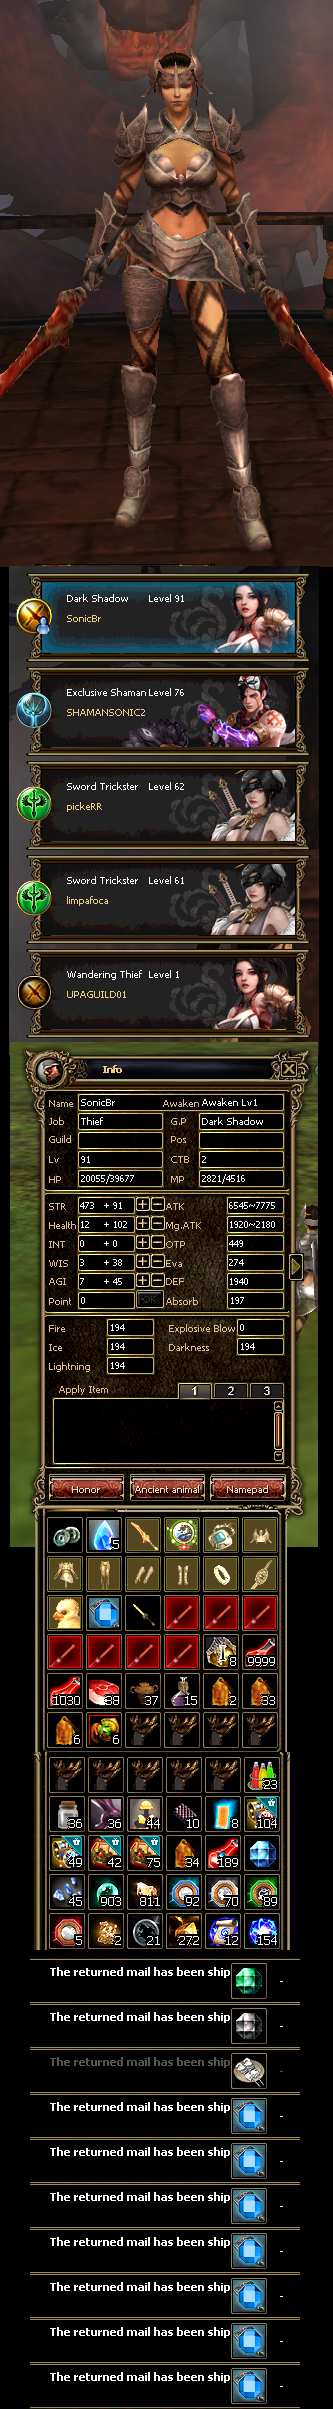 Dark Shadow Level 91
SonicBr
Exclusive Shaman Level 76
SHAMANSONIC2
Sword Trickster Level 62
pickeRR
Sword Trickster Level 61
limpafoca
Wandering Thief Level 1
UPAGUILD01
Info
Name SonicBr Awaken Awaken Lv1
Job Thief G.P Dark Shadow
Guild Pos
Lv 91 CTB 2
HP 20055/39677 MP 2821/4516
STR 473 + 91 ATK 6545~7775
Health 12 + 102 Mg.ATK 1920~2180
INT 0 + 0 OTP 449
WIS 3 + 38 Eva 274
AGI 7 + 45 DEF 1940
Point 0 OK Absorb 197
Fire 194 Explosive Blow 0
Ice 194 Darkness 194
Lightning 194
Apply Item 1 2 3
Honor Ancient animal Namepad
5
8 9999
1030 88 37 15 2 33
6 6
23
36 36 44 10 8 104
49 42 75 34 189
45 903 811 92 70 89
5 2 21 272 12 154
The returned mail has been ship -
The returned mail has been ship -
The returned mail has been ship -
The returned mail has been ship -
The returned mail has been ship -
The returned mail has been ship -
The returned mail has been ship -
The returned mail has been ship -
The returned mail has been ship -
The returned mail has been ship -